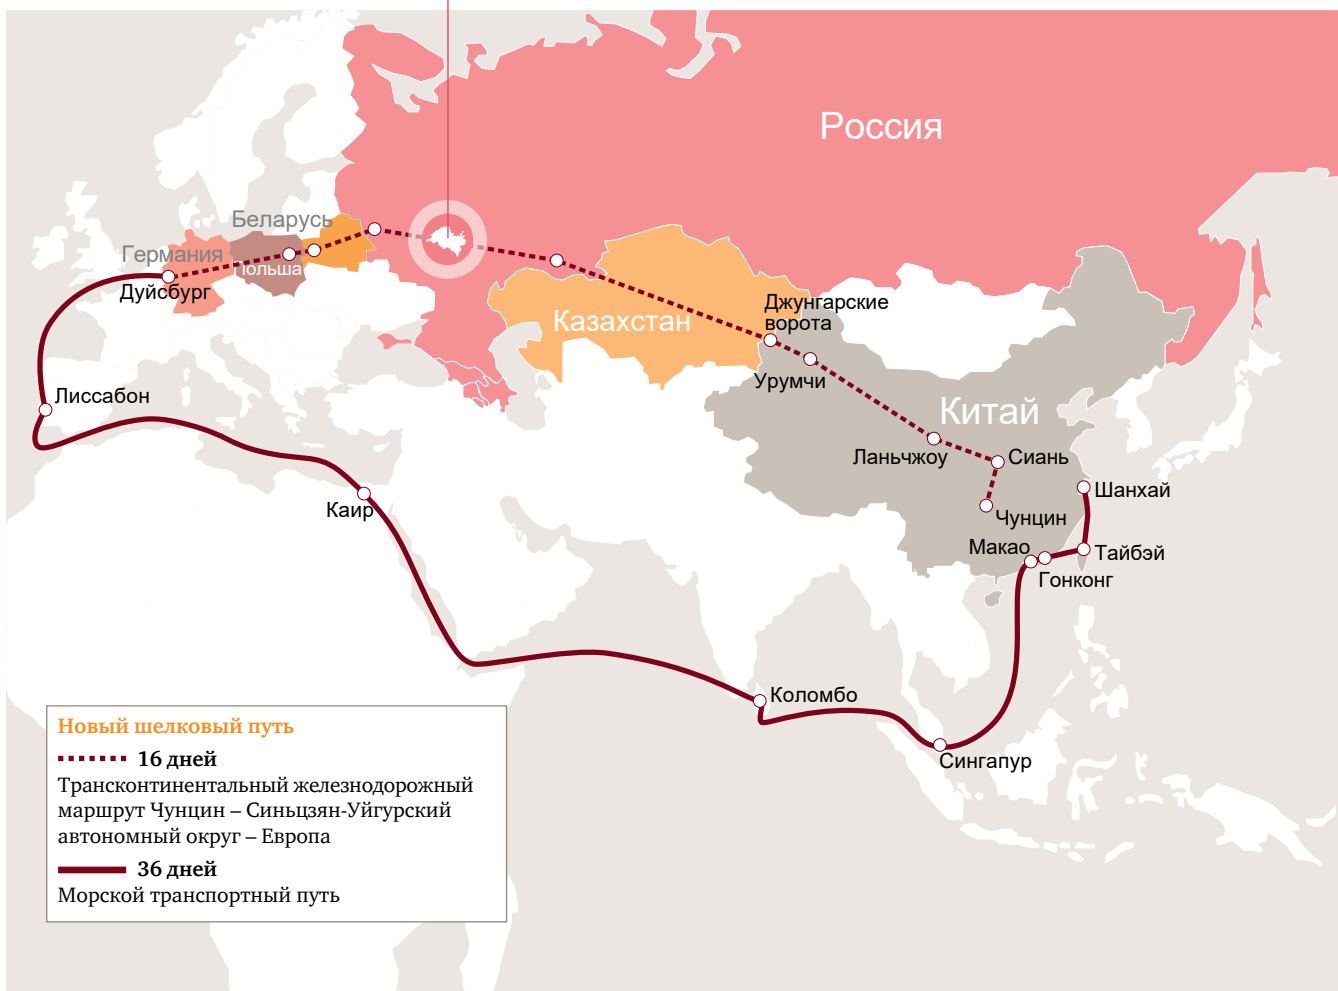 Россия
Беларусь
Германия
Польша
Дуйсбург
Казахстан
Джунгарские
ворота
Урумчи
Лиссабон
Китай
Ланьчжоу
Сиань
Шанхай
Каир
Чунцин
Макао
Тайбэй
Гонконг
Коломбо
Сингапур
Новый шелковый путь
16 дней
Трансконтинентальный железнодорожный
маршрут Чунцин – Синьцзян-Уйгурский
автономный округ – Европа
36 дней
Морской транспортный путь